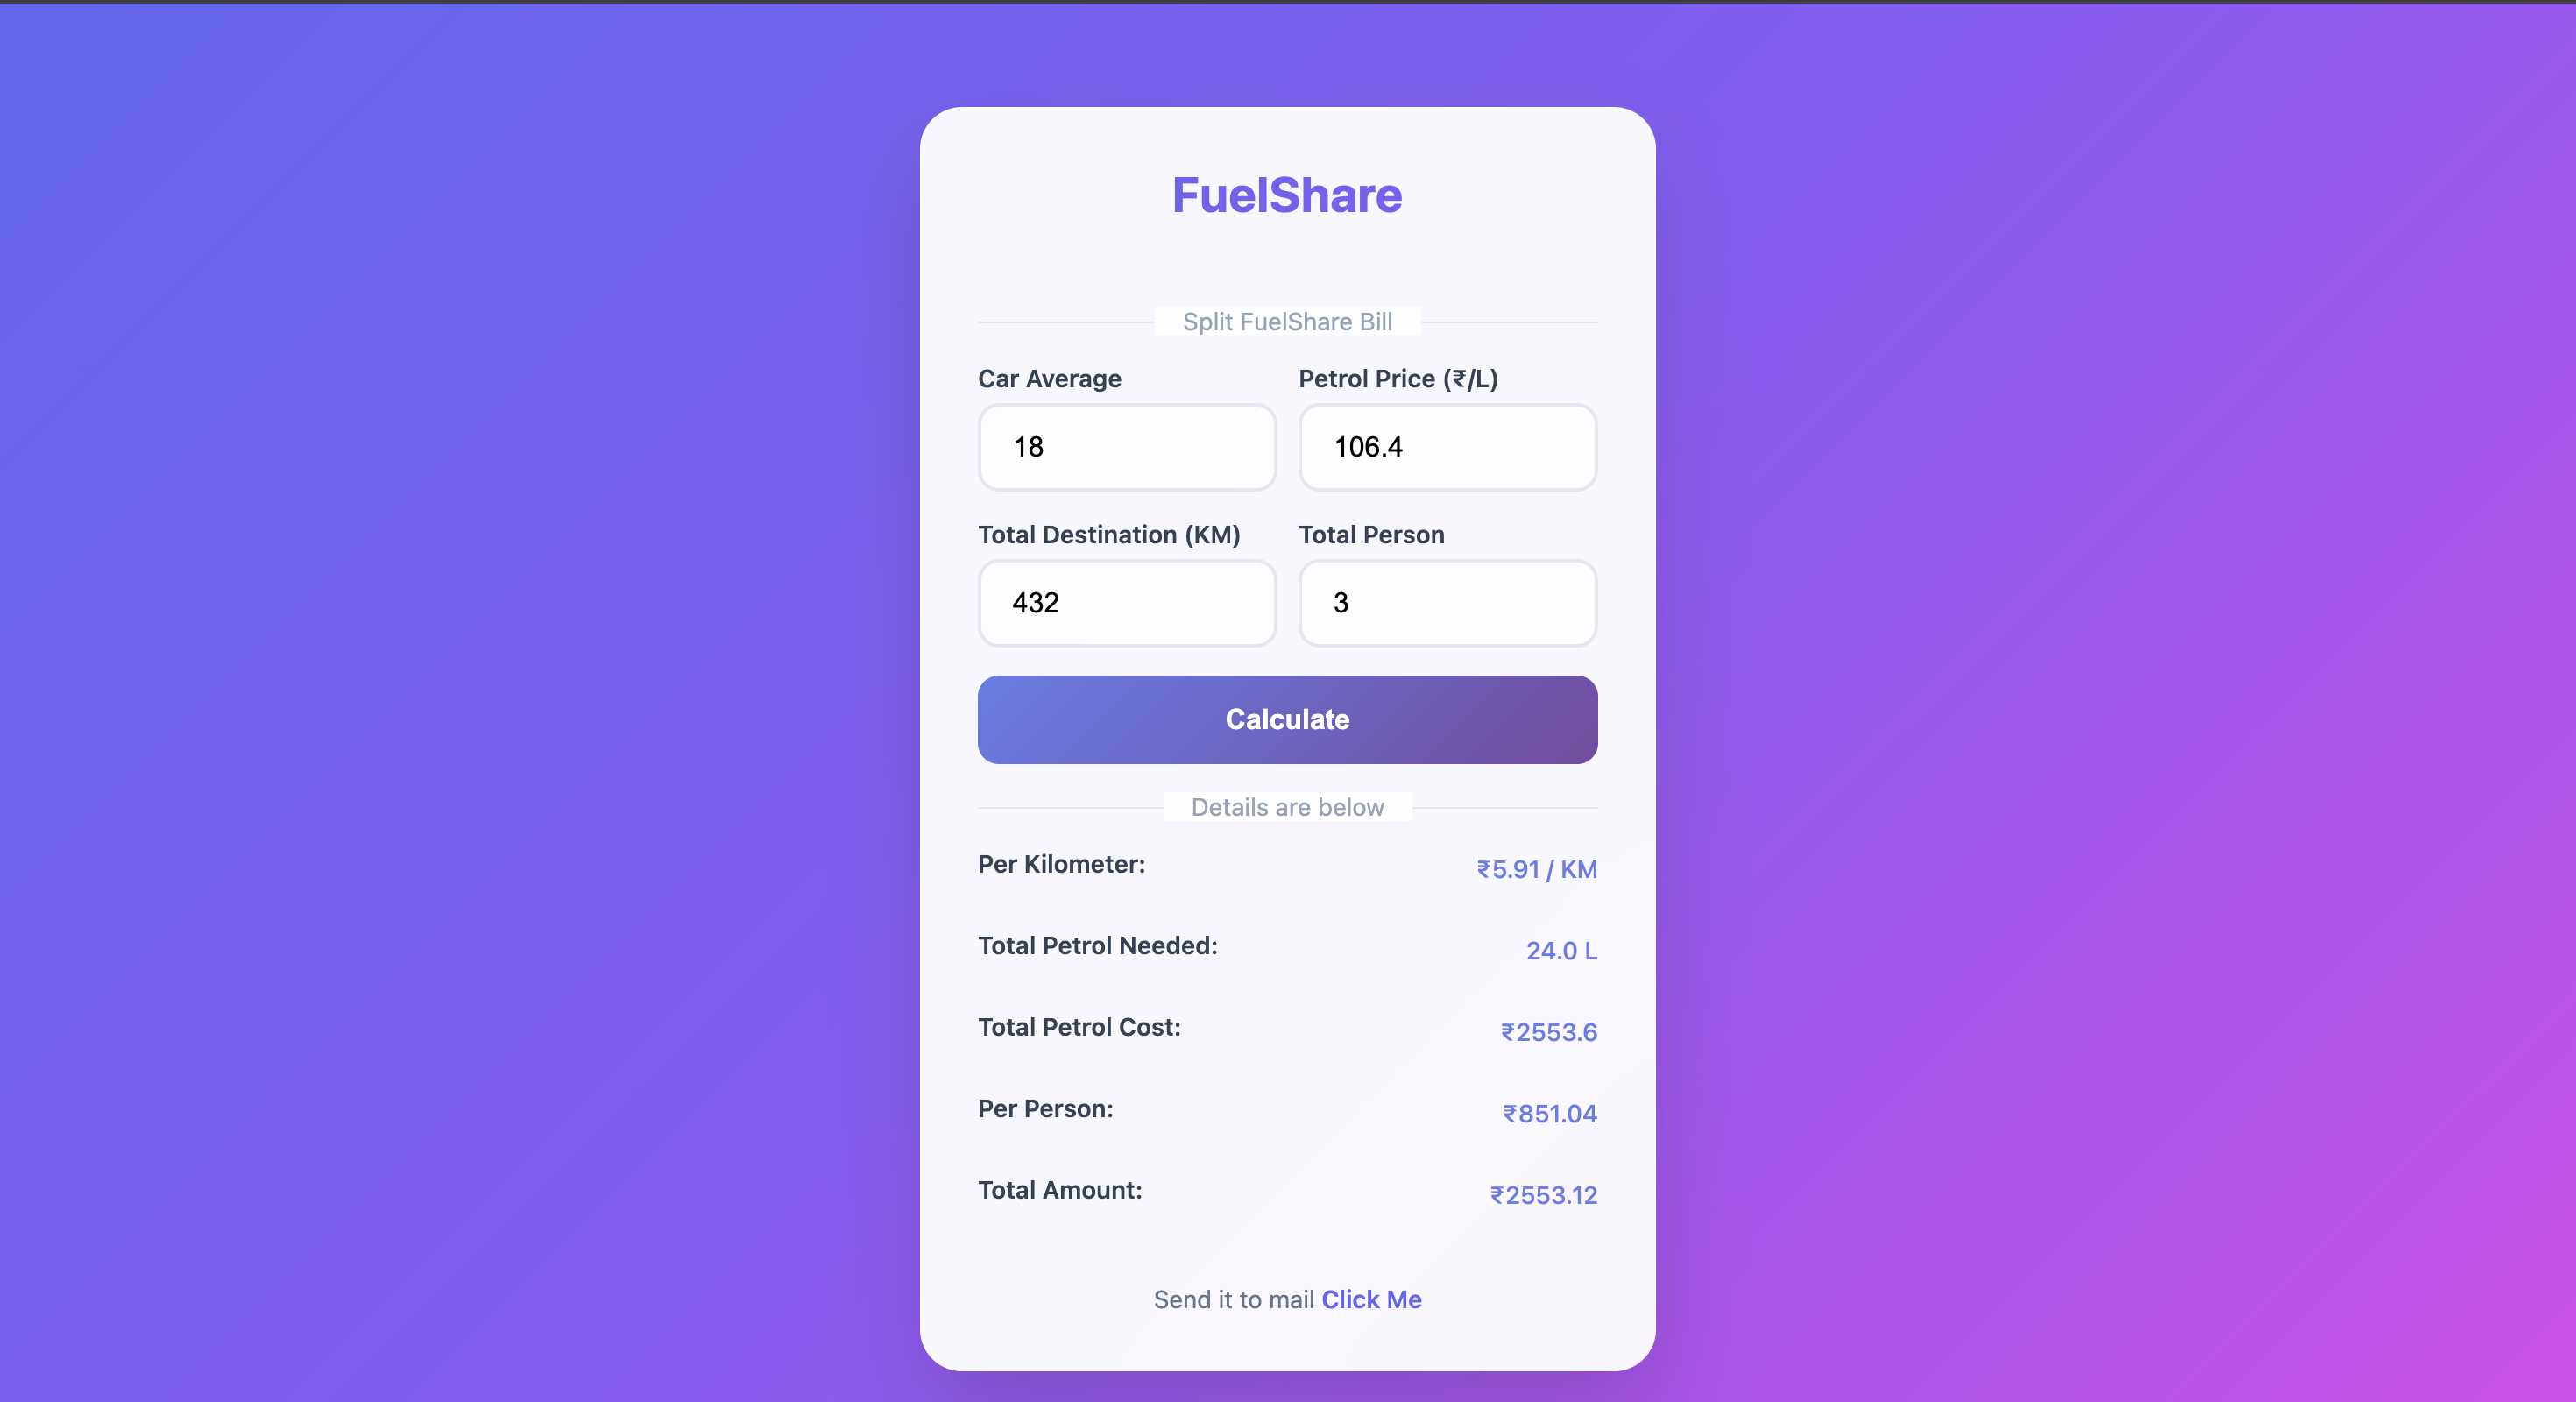 FuelShare
Split FuelShare Bill
Car Average
Petrol Price (₹/L)
18
106.4
Total Destination (KM)
Total Person
432
3
Calculate
Details are below
Per Kilometer:
₹5.91 / KM
Total Petrol Needed:
24.0 L
Total Petrol Cost:
₹2553.6
Per Person:
₹851.04
Total Amount:
₹2553.12
Send it to mail Click Me